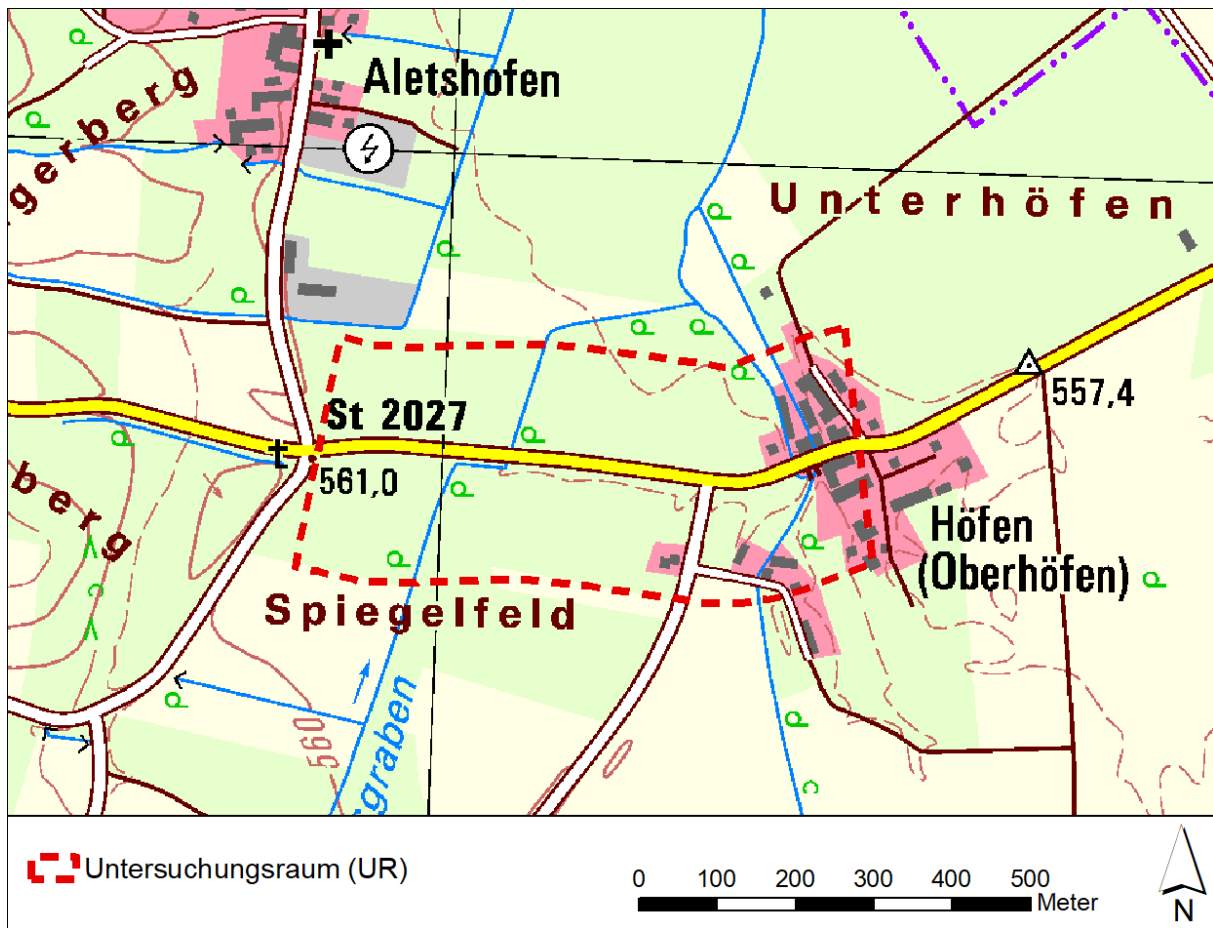 Aletshofen
gerberg
Unterhöfen
St 2027
557,4
561,0
berg
Höfen
(Oberhöfen)
Spiegelfeld
560
graben
Untersuchungsraum (UR)
0 100 200 300 400 500
Meter
N